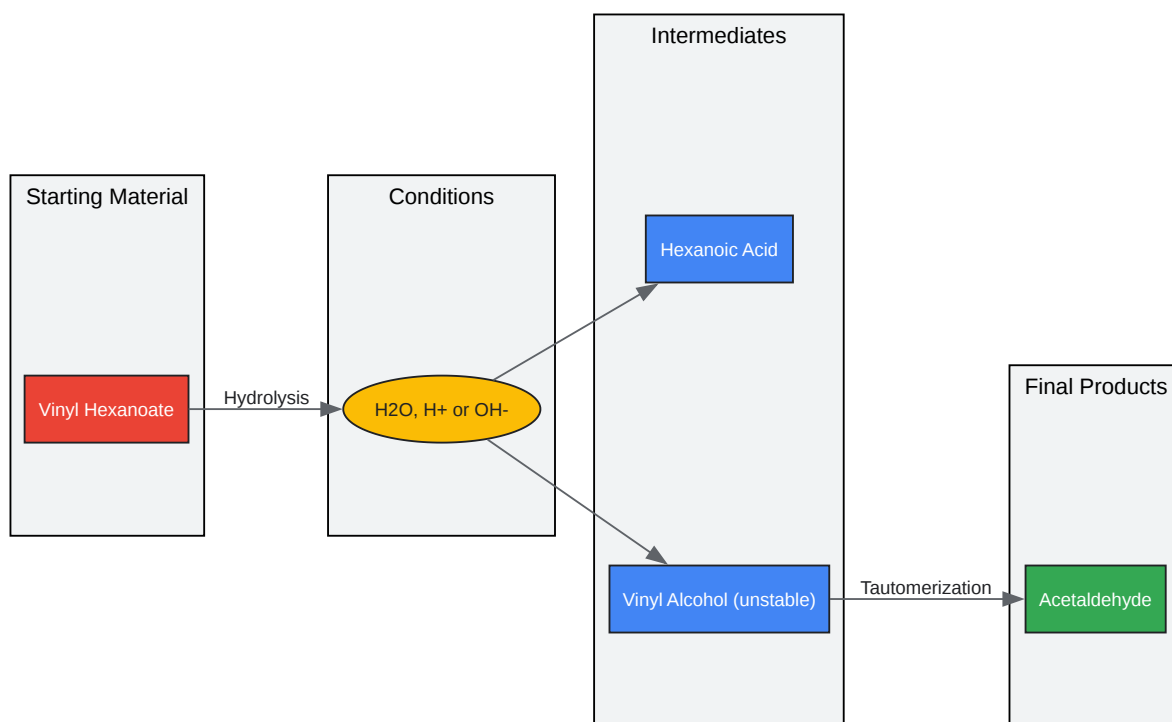 Starting Material
Vinyl Hexanoate
Hydrolysis
Conditions
H2O, H+ or OH-
Intermediates
Hexanoic Acid
Vinyl Alcohol (unstable)
Tautomerization
Final Products
Acetaldehyde